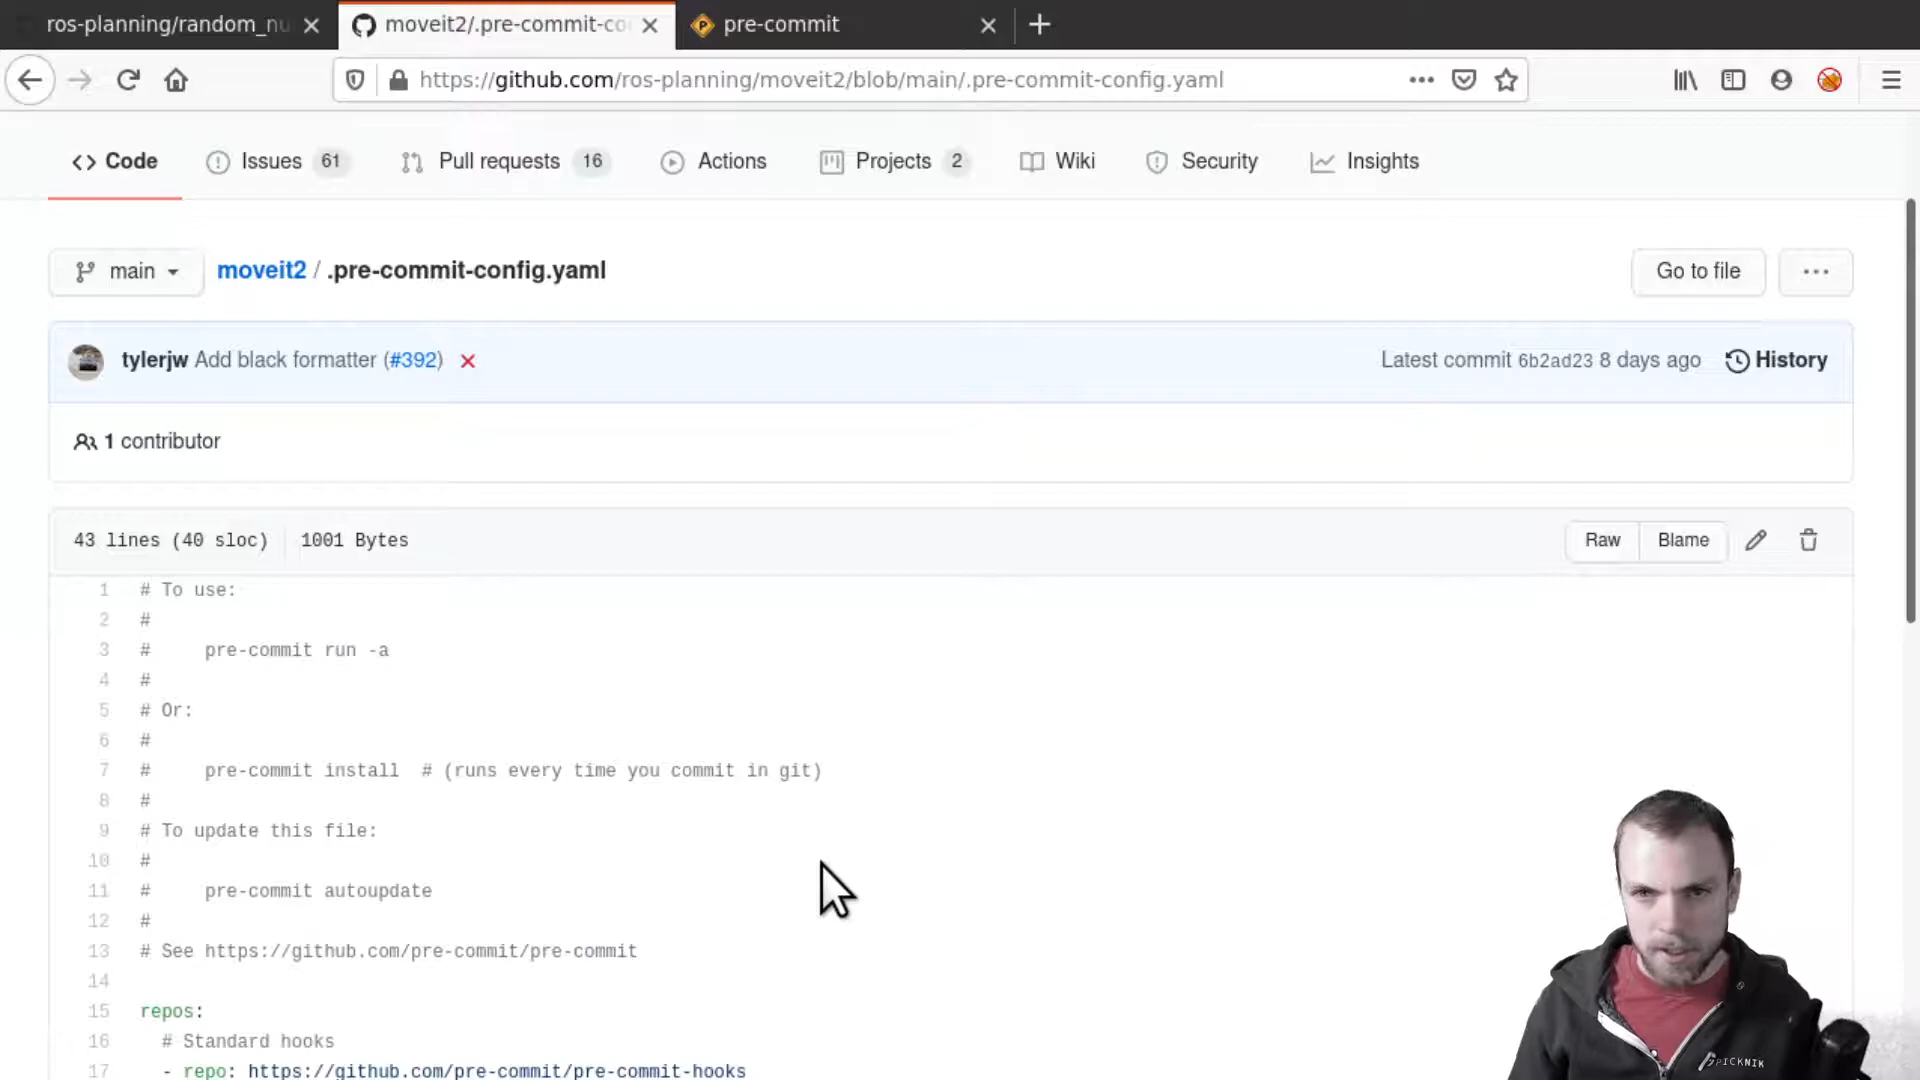 ros-planning/random_nu
moveit2/.pre-commit-co
pre-commit
https://github.com/ros-planning/moveit2/blob/main/.pre-commit-config.yaml
Code
Issues 61
Pull requests 16
Actions
Projects 2
Wiki
Security
Insights
main
moveit2 / .pre-commit-config.yaml
Go to file
tylerjw Add black formatter (#392)
Latest commit 6b2ad23 8 days ago
History
1 contributor
43 lines (40 sloc) 1001 Bytes
Raw
Blame
1 # To use:
2 #
3 # pre-commit run -a
4 #
5 # Or:
6 #
7 # pre-commit install # (runs every time you commit in git)
8 #
9 # To update this file:
10 #
11 # pre-commit autoupdate
12 #
13 # See https://github.com/pre-commit/pre-commit
14
15 repos:
16 # Standard hooks
17 - repo: https://github.com/pre-commit/pre-commit-hooks
PICKNIK